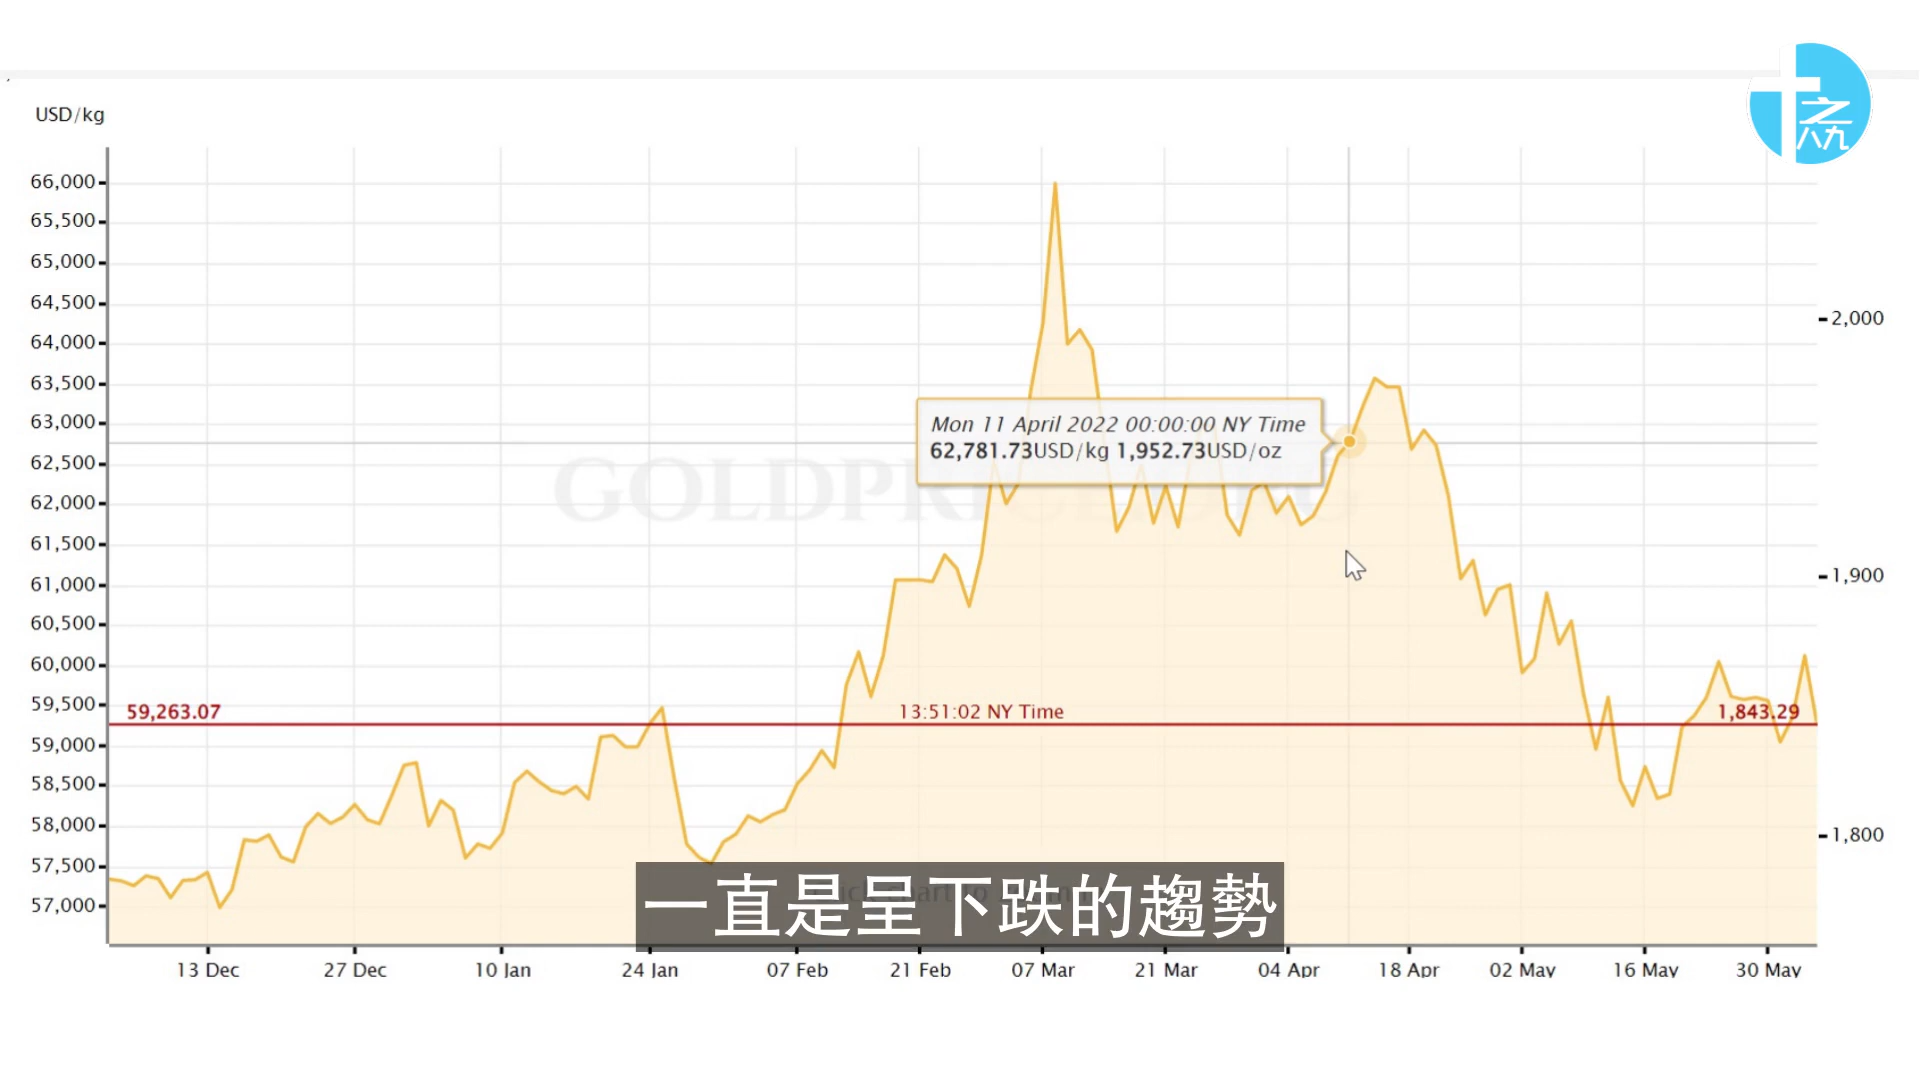 十之
八九
USD/kg
66,000
65,500
65,000
64,500
64,000
63,500
63,000
62,500
62,000
61,500
61,000
60,500
60,000
59,500
59,000
58,500
58,000
57,500
57,000
2,000
1,900
1,800
Mon 11 April 2022 00:00:00 NY Time
62,781.73USD/kg 1,952.73USD/oz
59,263.07
13:51:02 NY Time
1,843.29
一直是呈下跌的趨勢
13 Dec
27 Dec
10 Jan
24 Jan
07 Feb
21 Feb
07 Mar
21 Mar
04 Apr
18 Apr
02 May
16 May
30 May